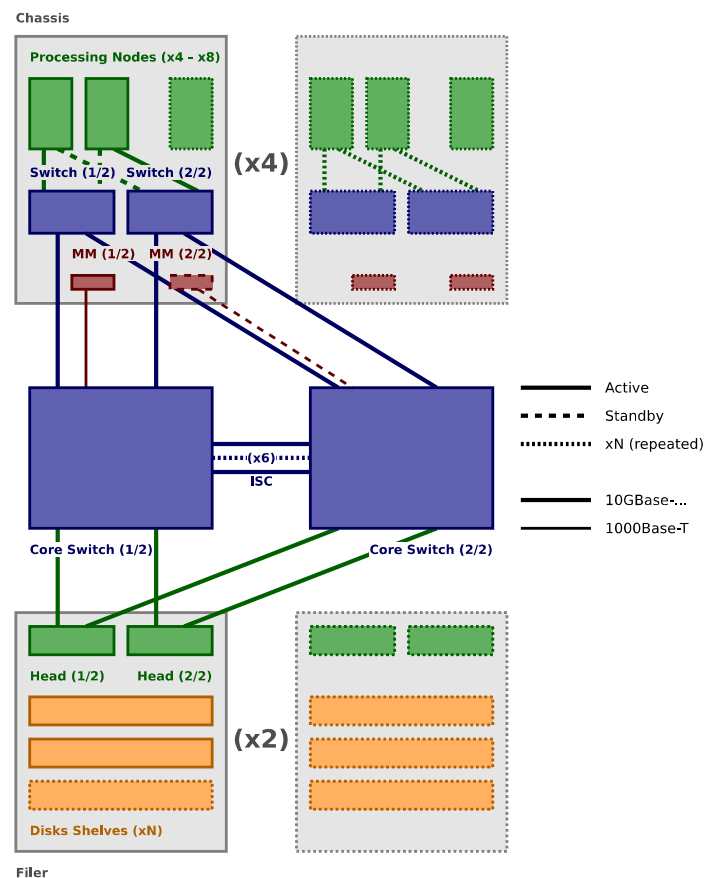 Chassis
Processing Nodes (x4 – x8)
Switch (1/2)
Switch (2/2)
(x4)
MM (1/2)
MM (2/2)
Active
Standby
xN (repeated)
(x6)
ISC
10GBase-...
1000Base-T
Core Switch (1/2)
Core Switch (2/2)
Head (1/2)
Head (2/2)
(x2)
Disks Shelves (xN)
Filer